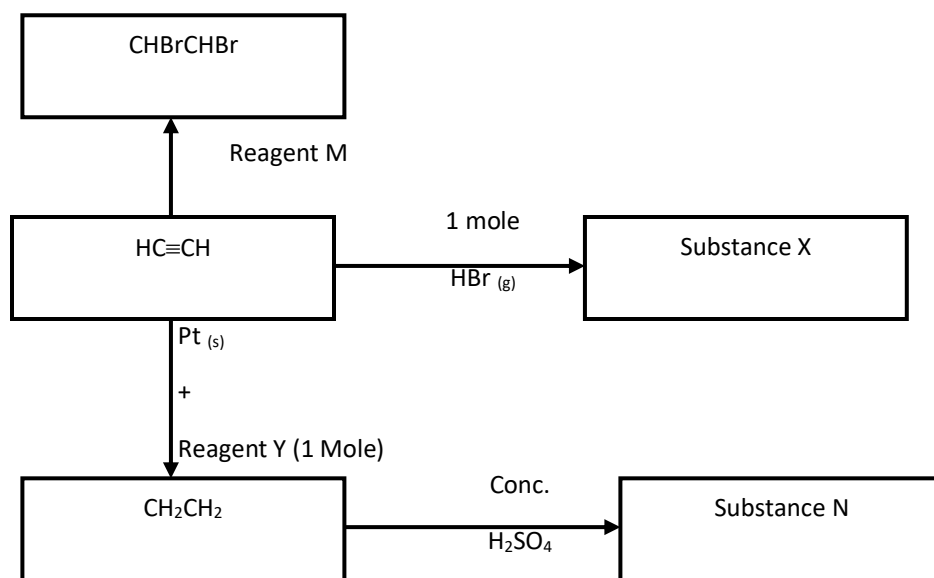 CHBrCHBr
Reagent M
1 mole
HC≡CH
Substance X
HBr (g)
Pt (s)
+
Reagent Y (1 Mole)
CH₂CH₂
Conc.
Substance N
H₂SO₄